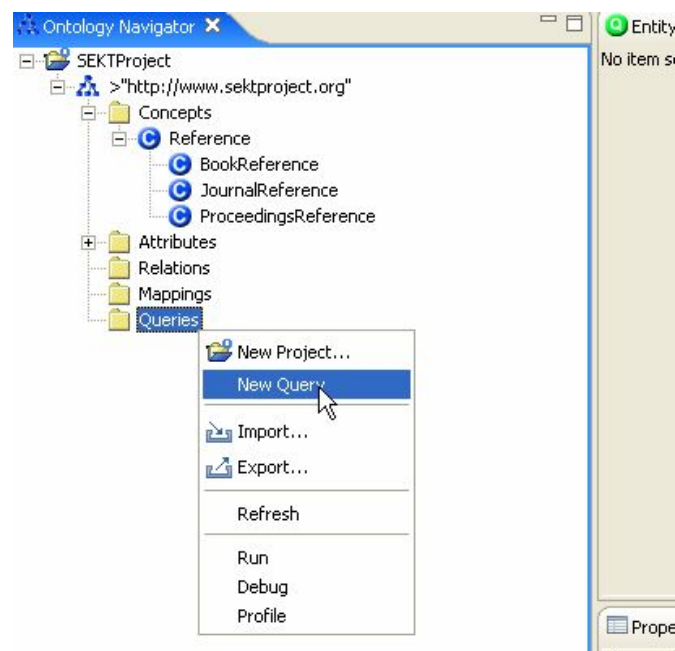 Ontology Navigator
Entity
No item s
SEKTProject
>"http://www.sektproject.org"
Concepts
Reference
BookReference
JournalReference
ProceedingsReference
Attributes
Relations
Mappings
Queries
New Project...
New Query
Import...
Export...
Refresh
Run
Debug
Profile
Prope